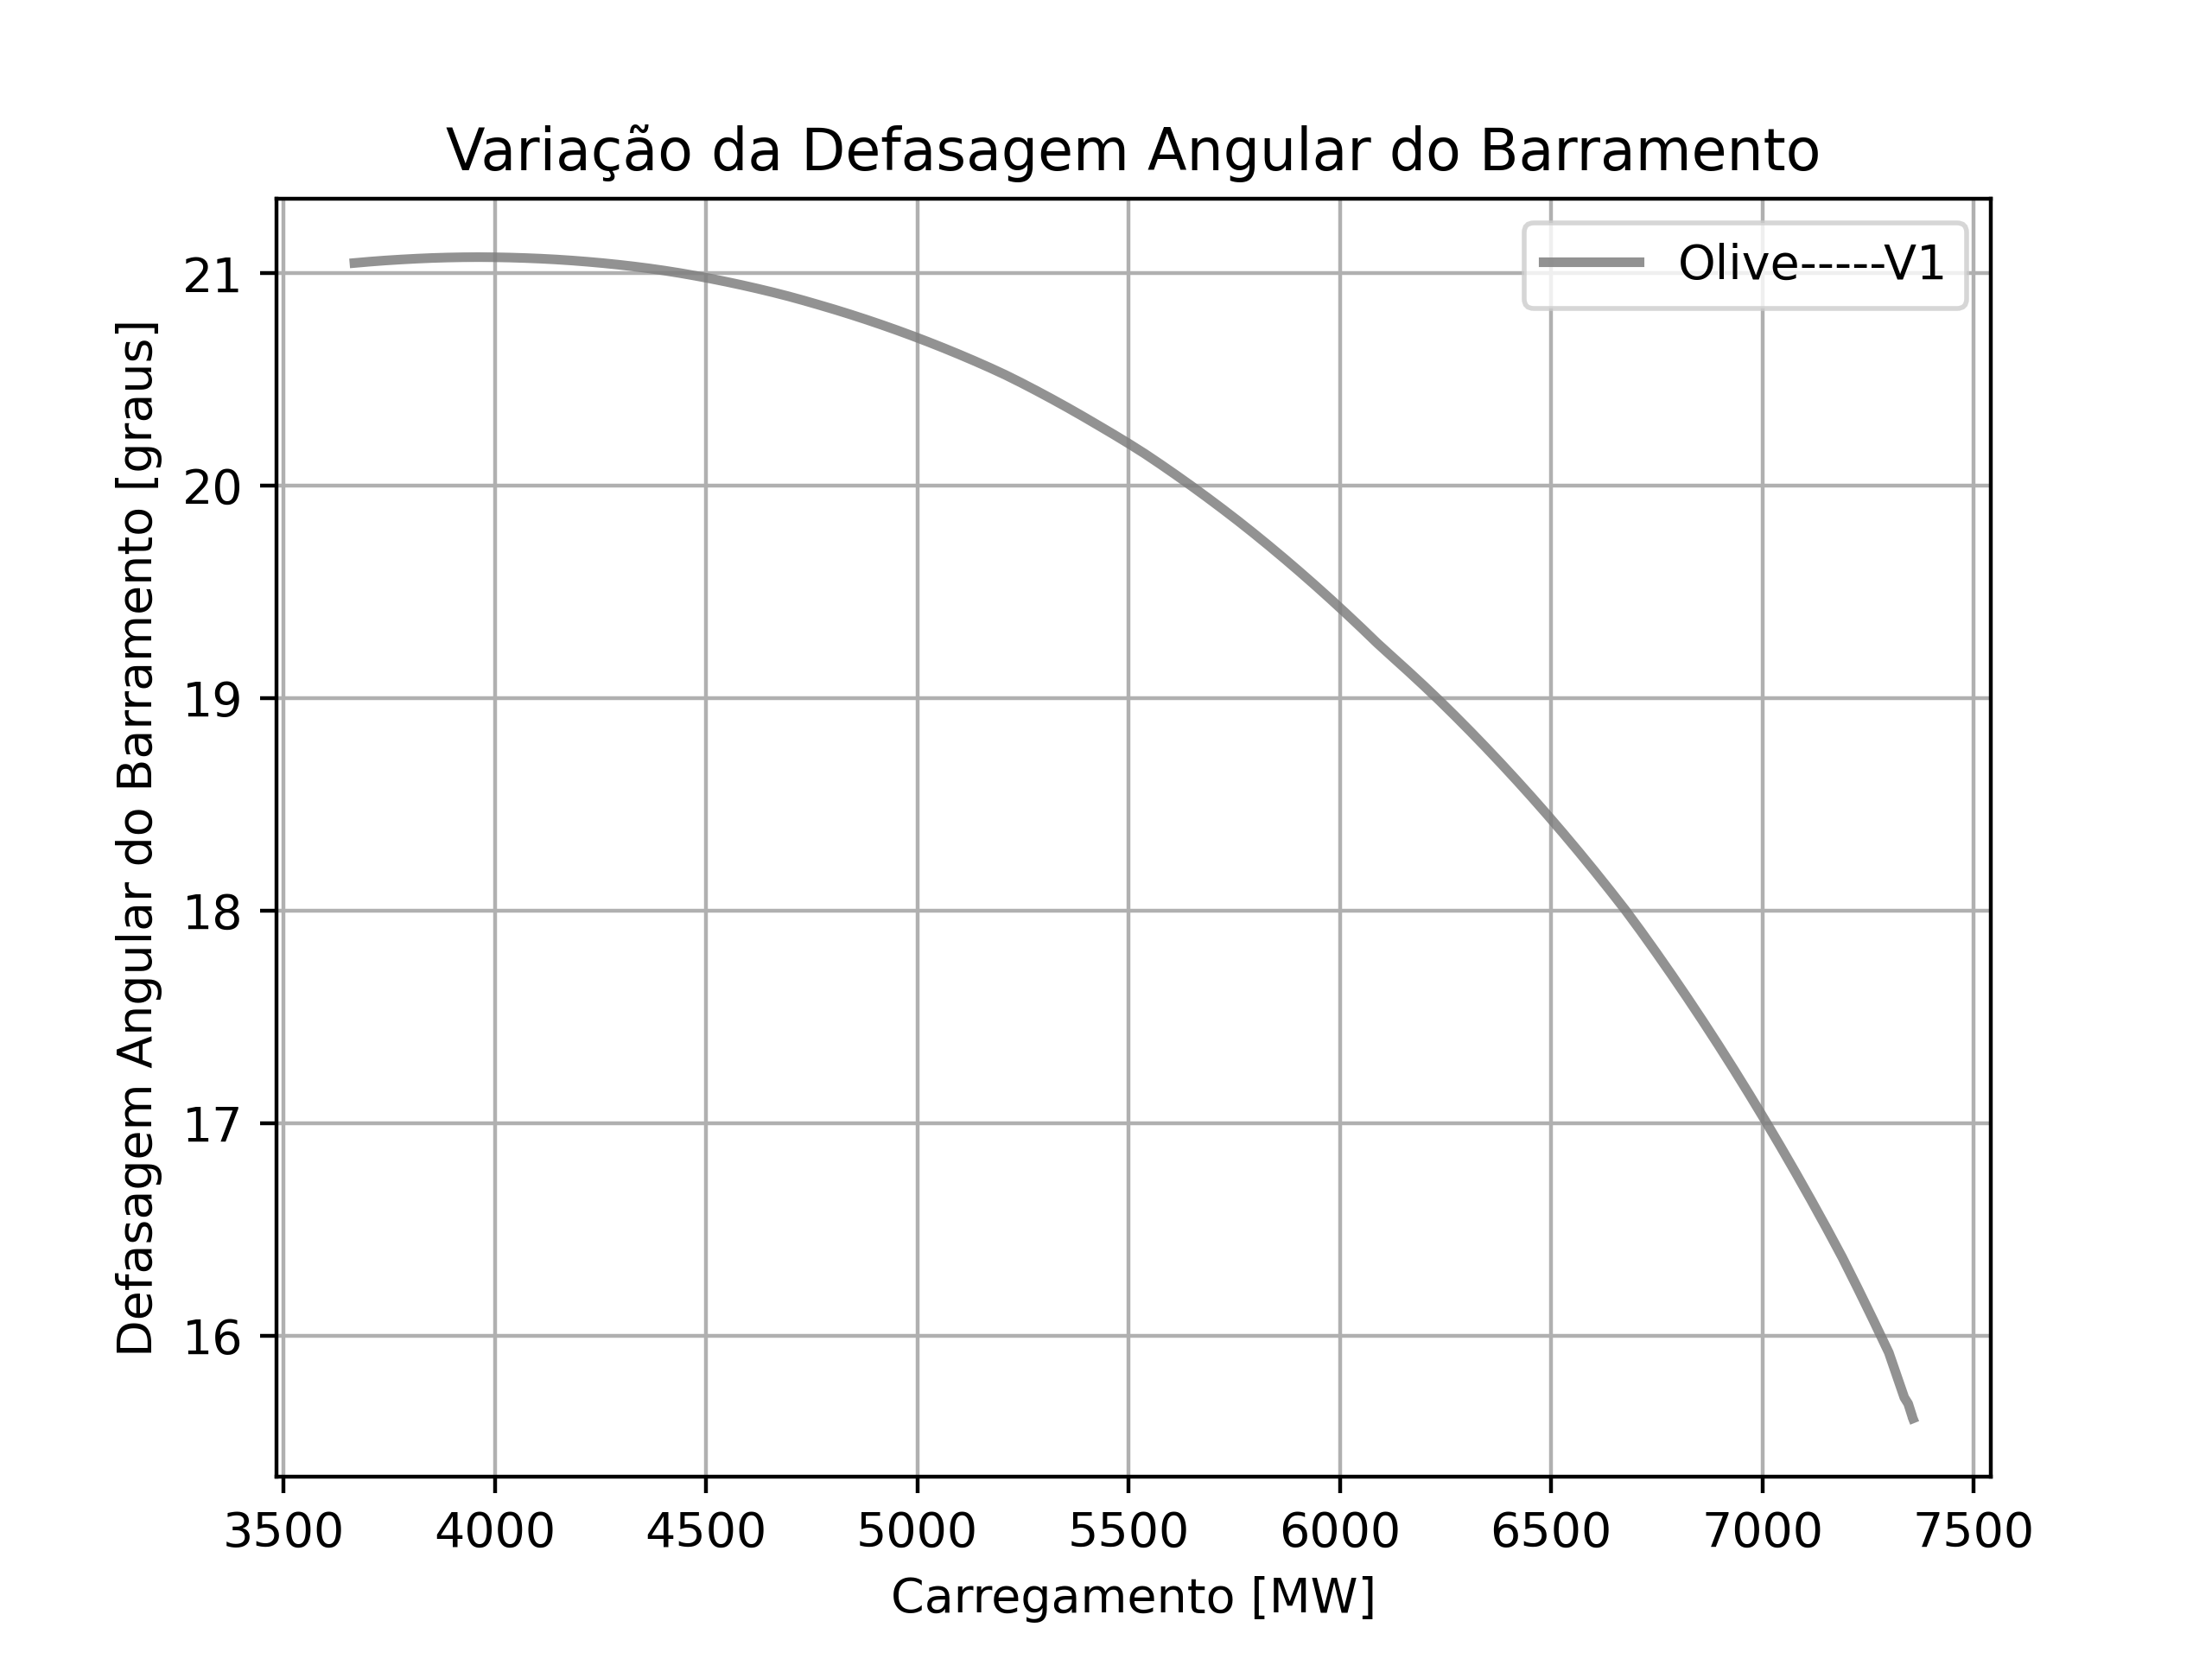 Variação da Defasagem Angular do Barramento
Olive-----V1
Defasagem Angular do Barramento [graus]
21
20
19
18
17
16
3500 4000 4500 5000 5500 6000 6500 7000 7500
Carregamento [MW]